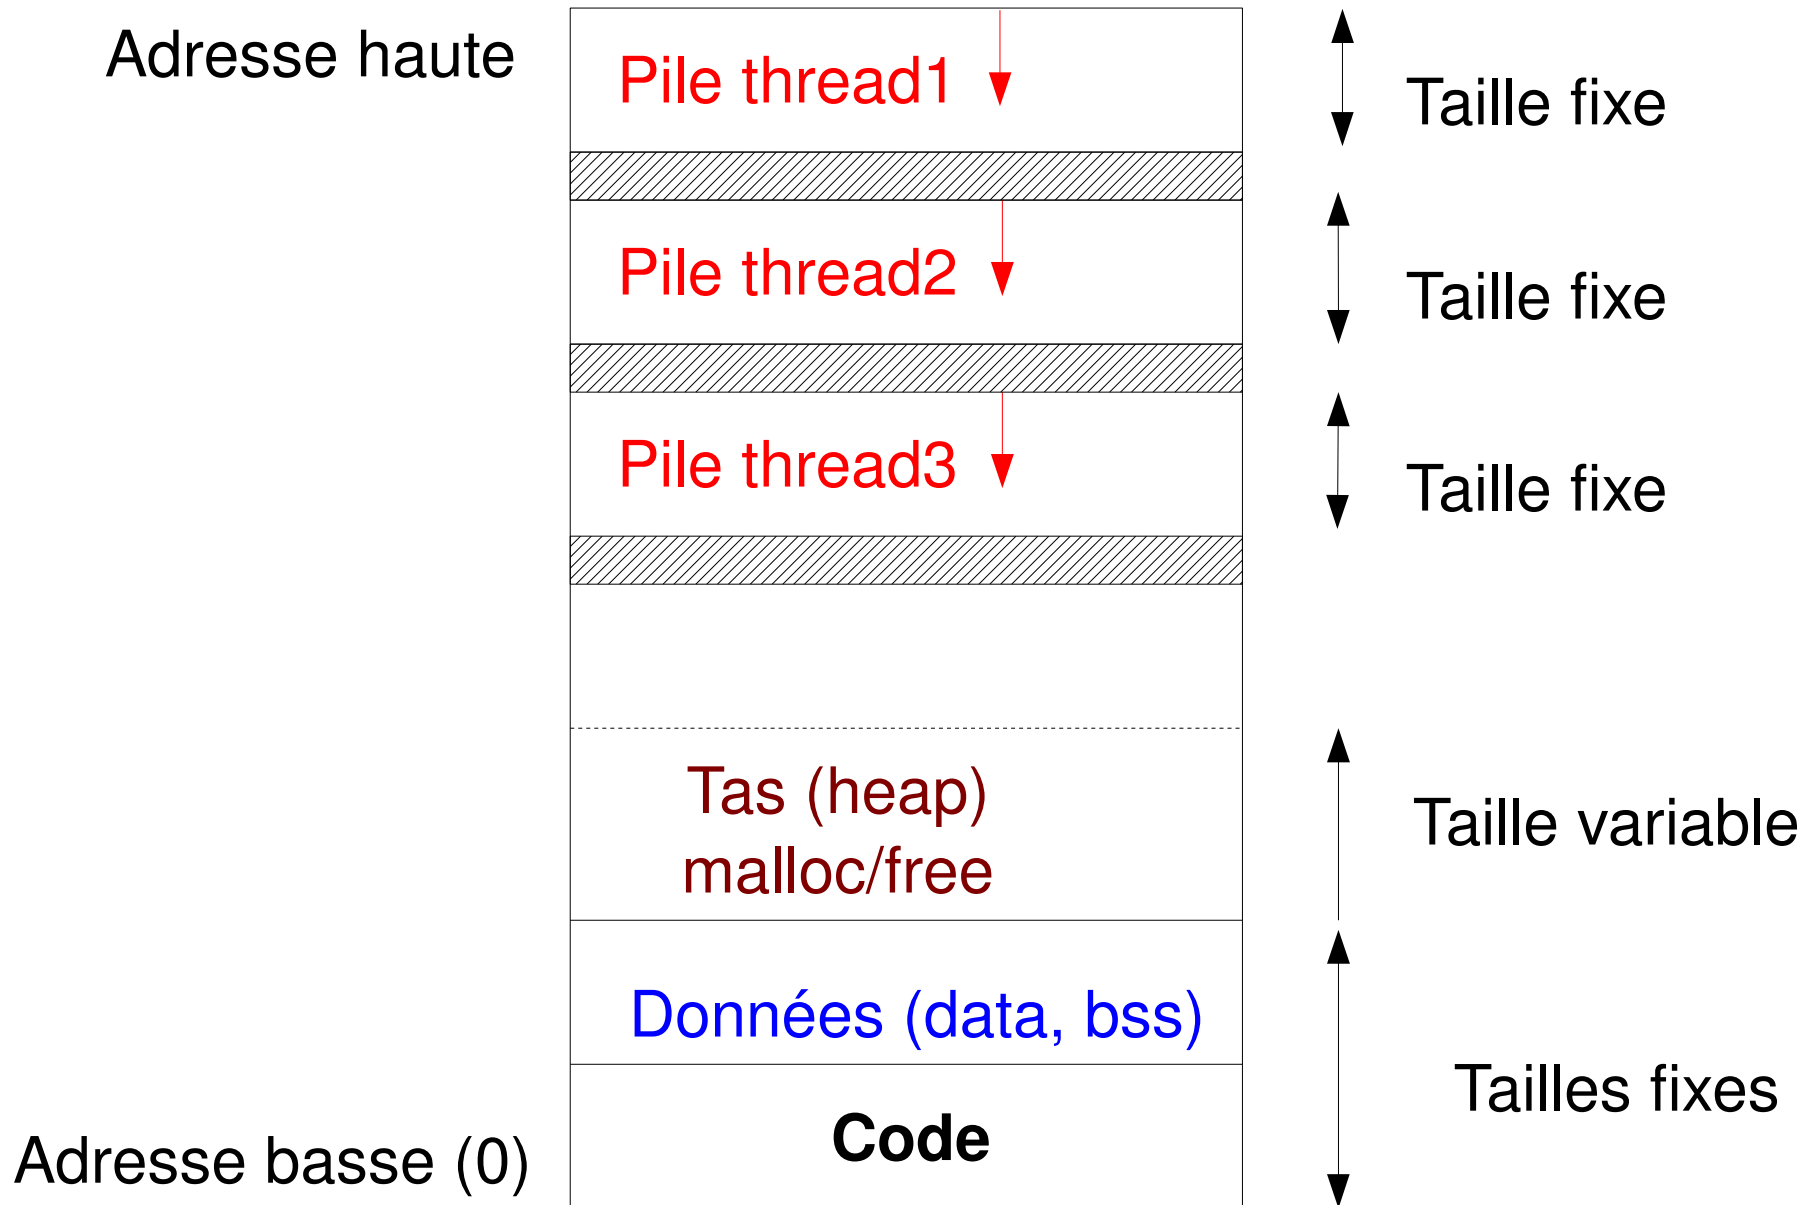 Adresse haute
Pile thread1
Taille fixe
Pile thread2
Taille fixe
Pile thread3
Taille fixe
Tas (heap)
malloc/free
Taille variable
Données (data, bss)
Tailles fixes
Code
Adresse basse (0)